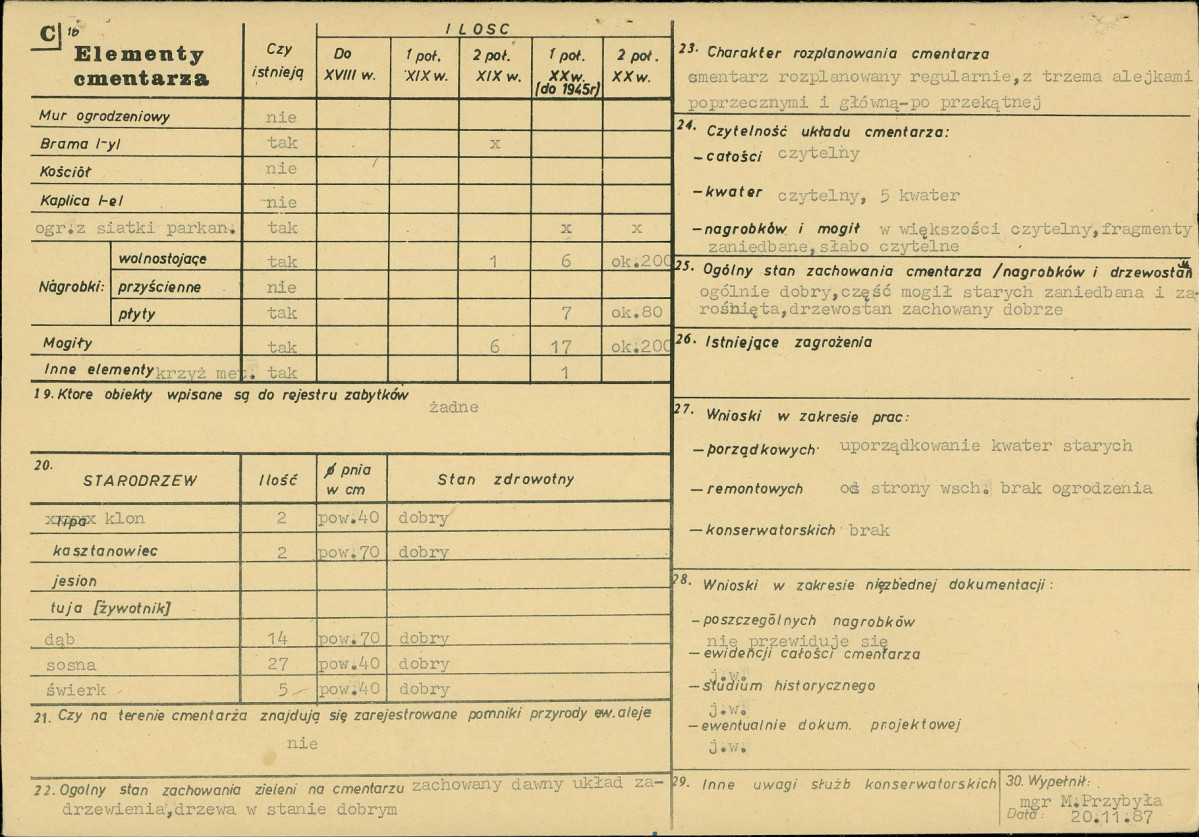 C 1b
Elementy
cmentarza
Czy
istnieją
ILOSC
Do
XVIII w.
1 poł.
XIX w.
2 poł.
XIX w.
1 poł.
XX w.
(do 1945r)
2 poł.
XX w.
Mur ogrodzeniowy nie
Brama l-yl tak x
Kościół nie
Kaplica l-el nie
ogr.z siatki parkan. tak x x
Nagrobki:
wolnostojące tak 1 6 ok.200
przyścienne nie
płyty tak 7 ok.80
Mogiły tak 6 17 ok.200
Inne elementy krzyż met. tak 1
19. Ktore obiekty wpisane są do rejestru zabytków
żadne
20.
STARODRZEW Ilość ø pnia
w cm Stan zdrowotny
lipa klon 2 pow.40 dobry
kasztanowiec 2 pow.70 dobry
jesion
tuja [żywotnik]
dąb 14 pow.70 dobry
sosna 27 pow.40 dobry
świerk 5 pow.40 dobry
21. Czy na terenie cmentarża znajdują się zarejestrowane pomniki przyrody ew. aleje
nie
22. Ogolny stan zachowania zieleni na cmentarzu zachowany dawny układ za-
drzewienia,drzewa w stanie dobrym
23. Charakter rozplanowania cmentarza
cmentarz rozplanowany regularnie,z trzema alejkami
poprzecznymi i główną-po przekątnej
24. Czytelność układu cmentarza:
-całości czytelny
-kwater czytelny, 5 kwater
-nagrobków i mogił w większości czytelny,fragmenty
zaniedbane,słabo czytelne
25. Ogólny stan zachowania cmentarza /nagrobków i drzewostan
ogólnie dobry,część mogił starych zaniedbana i za-
rośnięta,drzewostan zachowany dobrze
26. Istniejące zagrożenia
27. Wnioski w zakresie prac:
-porządkowych uporządkowanie kwater starych
-remontowych od strony wsch. brak ogrodzenia
-konserwatorskich brak
28. Wnioski w zakresie niezbędnej dokumentacji:
-poszczególnych nagrobków
nie przewiduje się
-ewidencji całości cmentarza
j.w.
-studium historycznego
j.w.
-ewentualnie dokum. projektowej
j.w.
29. Inne uwagi służb konserwatorskich
30. Wypełnił:
mgr M.Przybyła
Data: 20.11.87